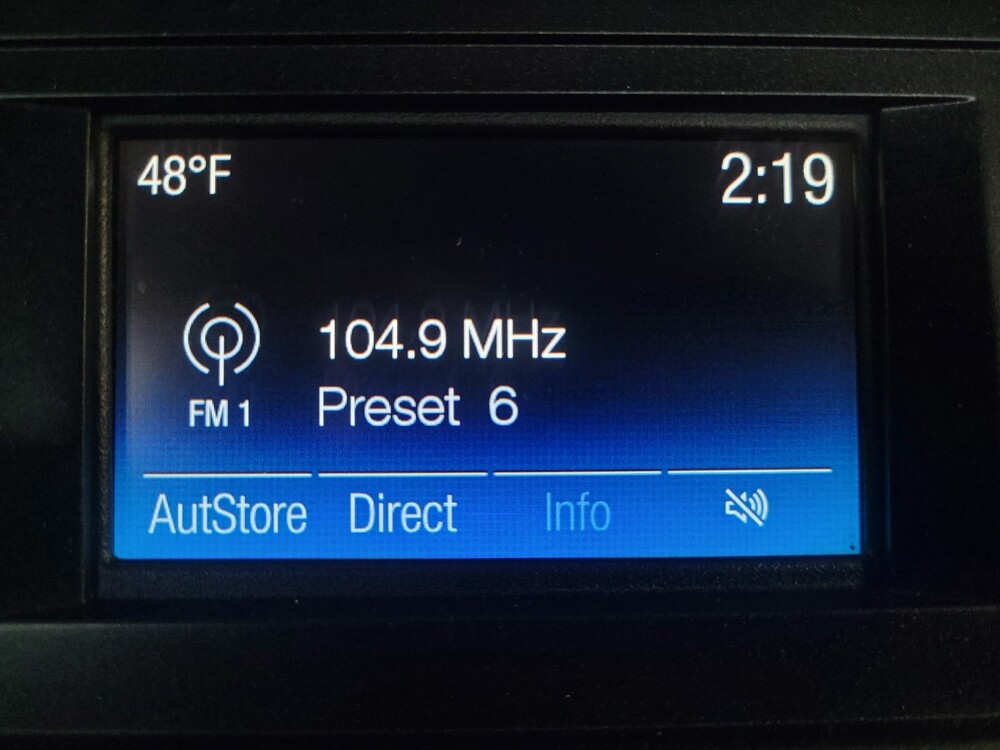 48°F
2:19
104.9 MHz
FM 1
Preset 6
AutStore
Direct
Info